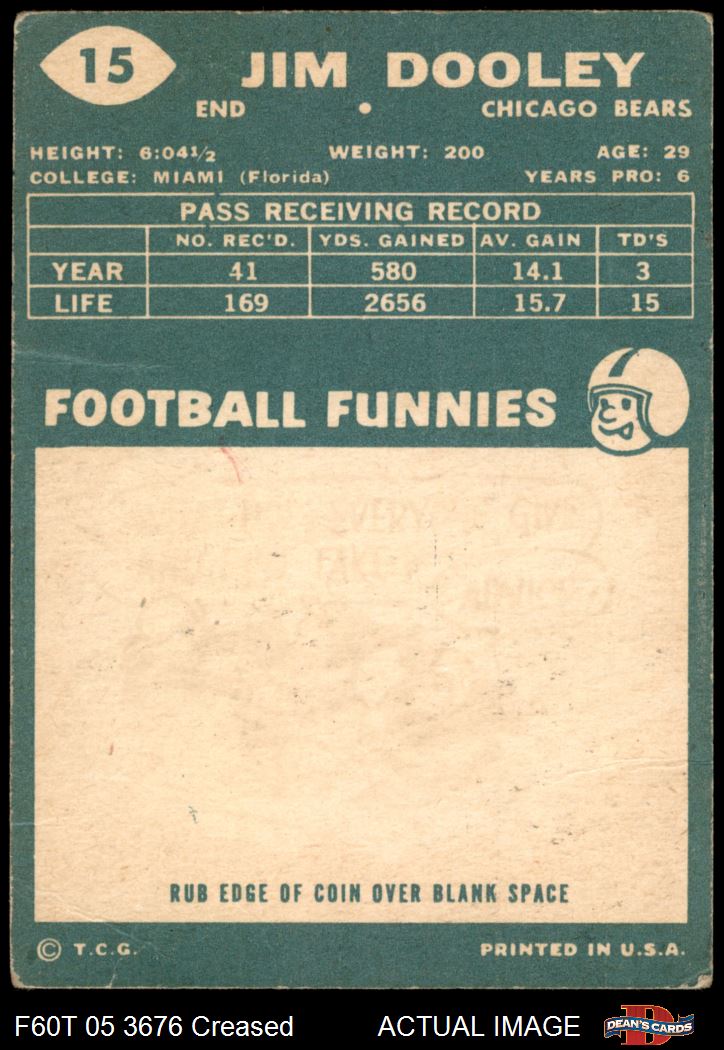 15
JIM DOOLEY
END • CHICAGO BEARS
HEIGHT: 6:04½ WEIGHT: 200 AGE: 29
COLLEGE: MIAMI (Florida) YEARS PRO: 6
PASS RECEIVING RECORD
NO. REC'D. YDS. GAINED AV. GAIN TD'S
YEAR 41 580 14.1 3
LIFE 169 2656 15.7 15
FOOTBALL FUNNIES
RUB EDGE OF COIN OVER BLANK SPACE
© T.C.G. PRINTED IN U.S.A.
F60T 05 3676 Creased ACTUAL IMAGE
D
DEAN'S CARDS